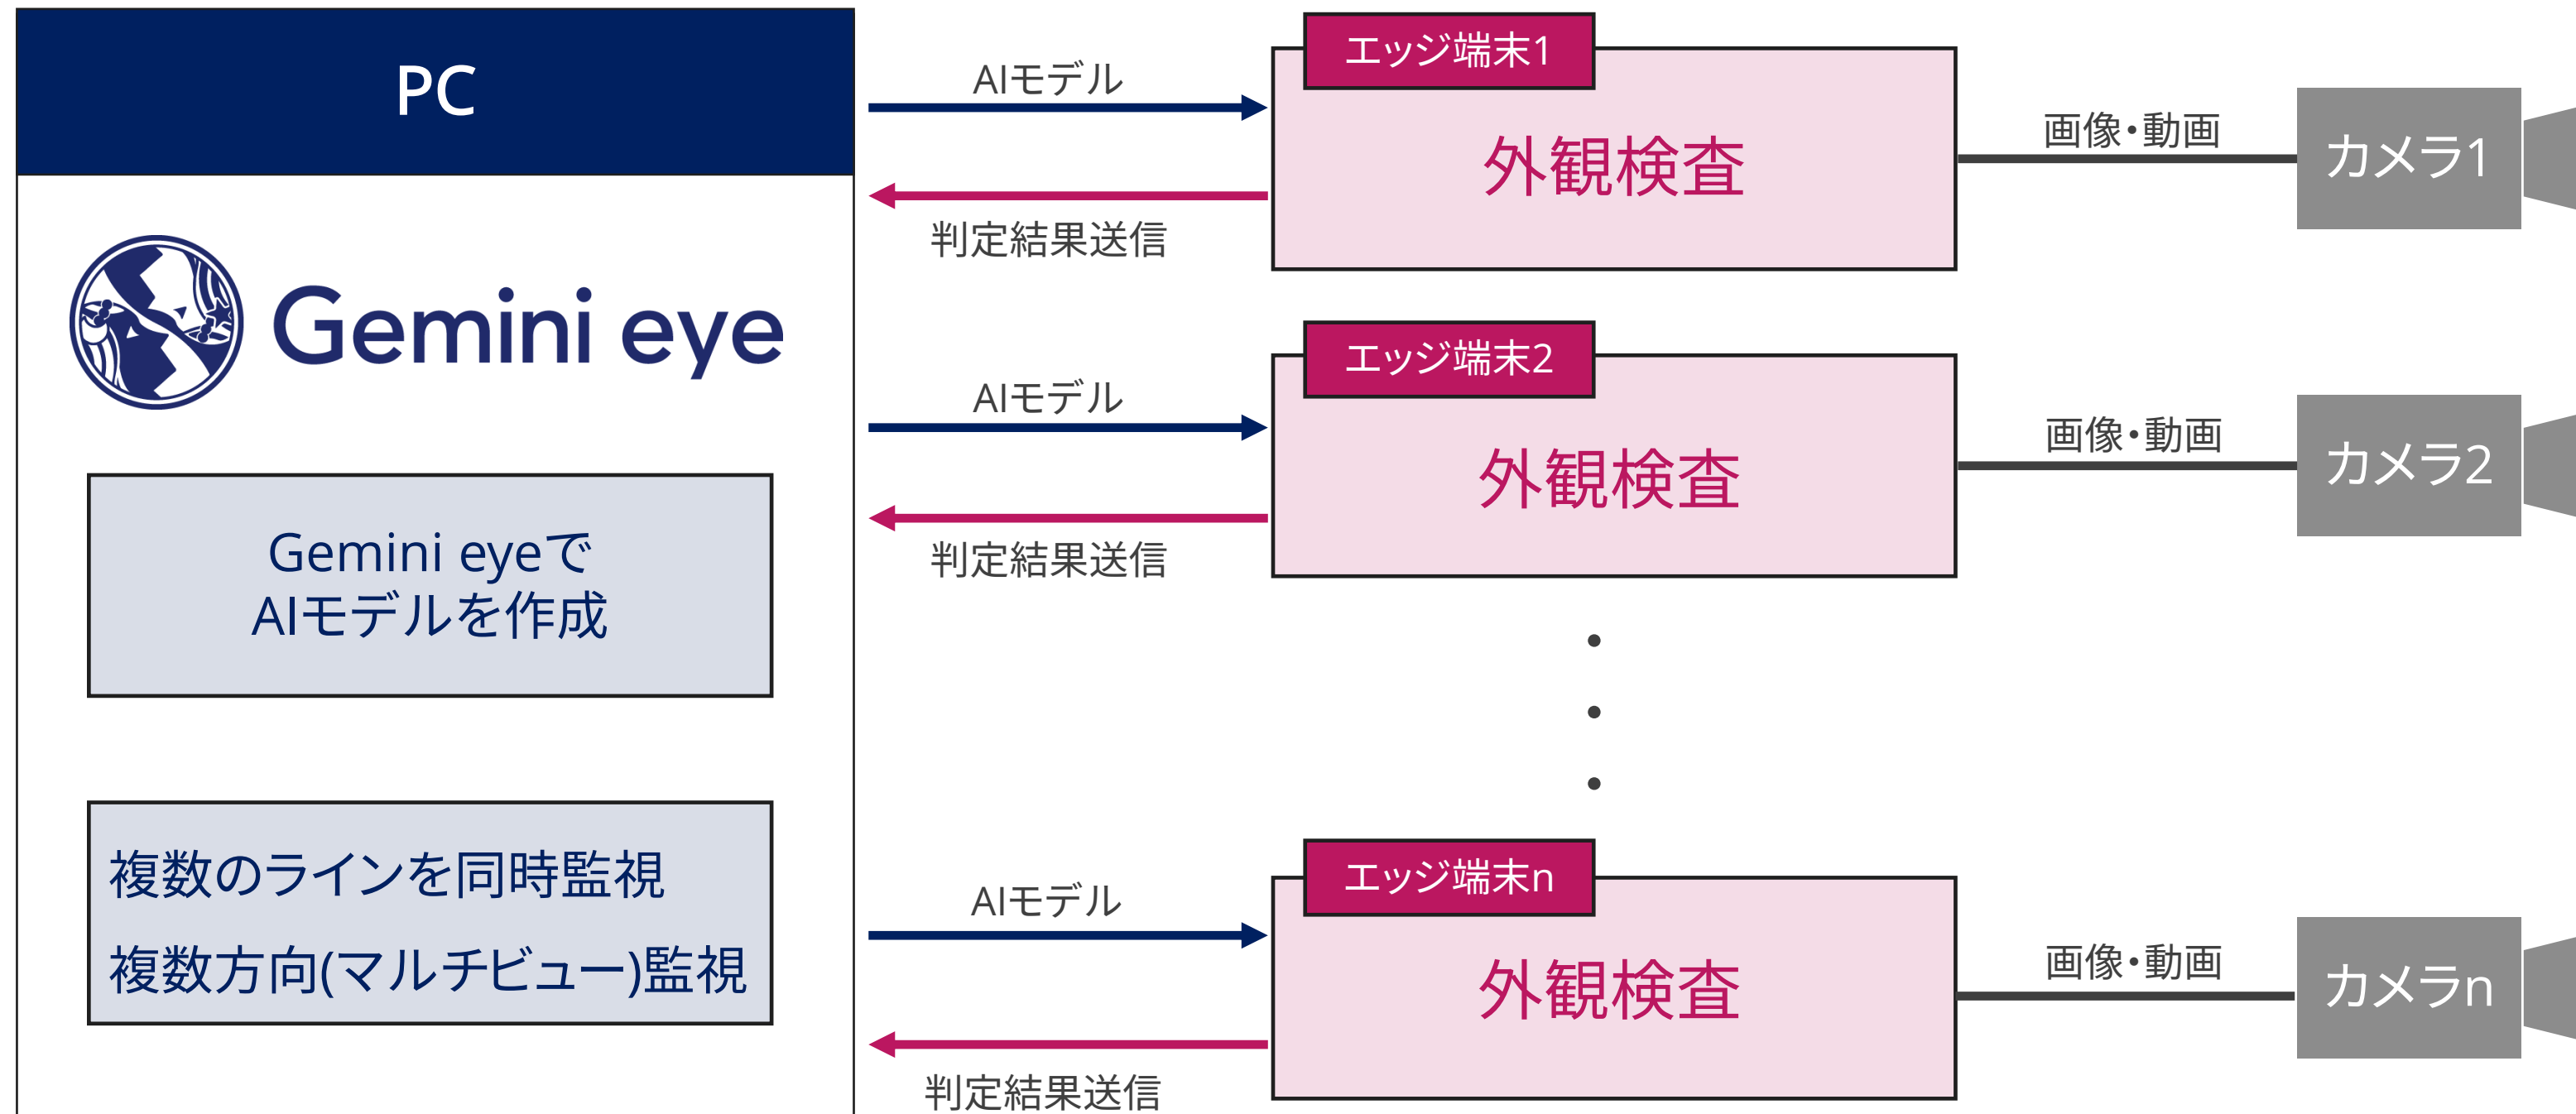 PC
Gemini eye
Gemini eyeで
AIモデルを作成
複数のラインを同時監視
複数方向(マルチビュー)監視
AIモデル
判定結果送信
エッジ端末1
外観検査
画像・動画
カメラ1
AIモデル
判定結果送信
エッジ端末2
外観検査
画像・動画
カメラ2
・
・
・
AIモデル
判定結果送信
エッジ端末n
外観検査
画像・動画
カメラn